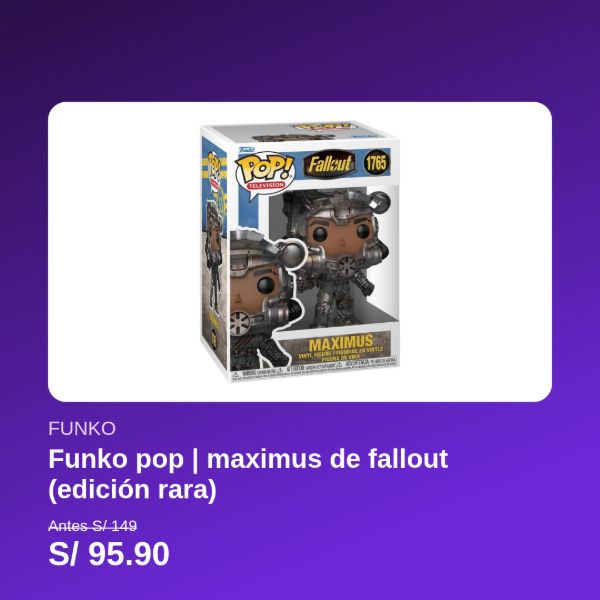 Funko
POP!
TELEVISION
Fallout
1765
POP!
MAXIMUS
VINYL FIGURE / FIGURINE EN VINYLE
FIGURA DE VINIL
FUNKO
Funko pop | maximus de fallout
(edición rara)
Antes S/ 149
S/ 95.90